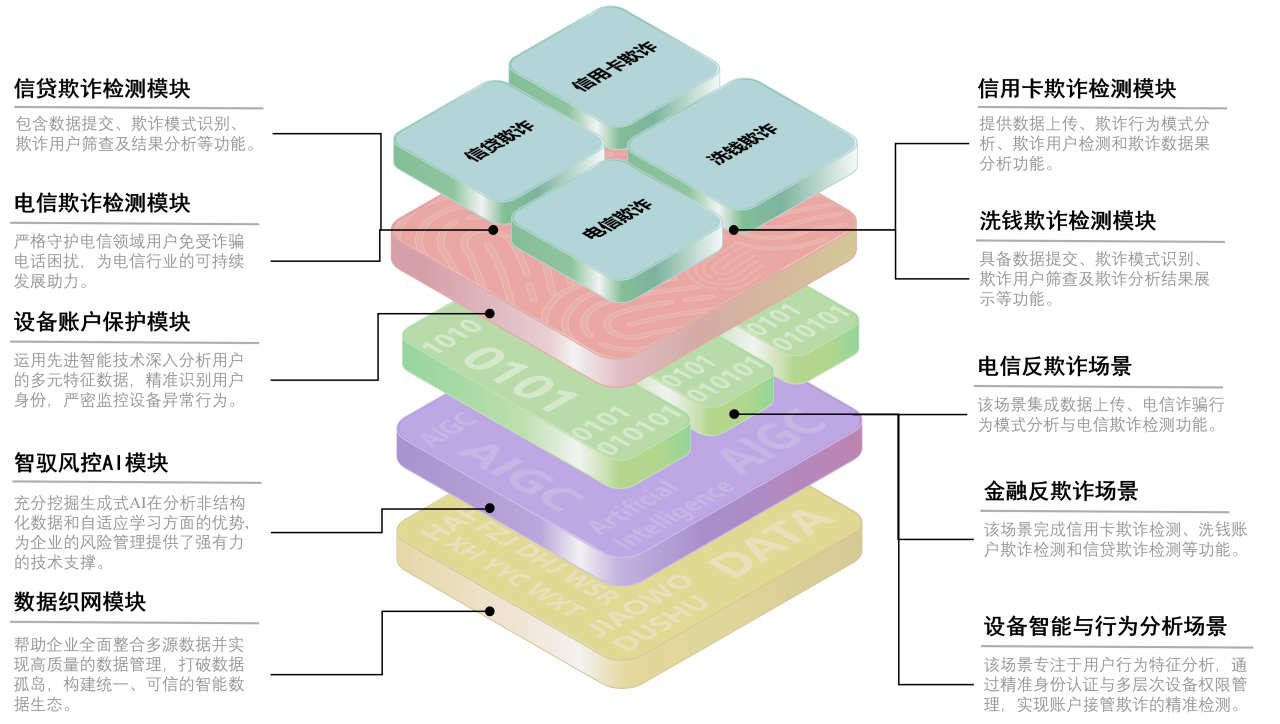 信贷欺诈检测模块
包含数据提交、欺诈模式识别、
欺诈用户筛查及结果分析等功能。
电信欺诈检测模块
严格守护电信领域用户免受诈骗
电话困扰，为电信行业的可持续
发展助力。
设备账户保护模块
运用先进智能技术深入分析用户
的多元特征数据，精准识别用户
身份，严密监控设备异常行为。
智驭风控AI模块
充分挖掘生成式AI在分析非结构
化数据和自适应学习方面的优势,
为企业的风险管理提供了强有力
的技术支撑。
数据织网模块
帮助企业全面整合多源数据并实
现高质量的数据管理，打破数据
孤岛，构建统一、可信的智能数
据生态。
信用卡欺诈
信贷欺诈
洗钱欺诈
电信欺诈
1010
0101
0101
010101
0101
010101
0101
010101
AIGC
AIGC
AIGC
Artificial
Intelligence
FZJ DHJ WSR
XH YYC WXT
DATA
JIAOWO
DUSHU
信用卡欺诈检测模块
提供数据上传、欺诈行为模式分
析、欺诈用户检测和欺诈数据果
分析功能。
洗钱欺诈检测模块
具备数据提交、欺诈模式识别、
欺诈用户筛查及欺诈分析结果展
示等功能。
电信反欺诈场景
该场景集成数据上传、电信诈骗行
为模式分析与电信欺诈检测功能。
金融反欺诈场景
该场景完成信用卡欺诈检测、洗钱账
户欺诈检测和信贷欺诈检测等功能。
设备智能与行为分析场景
该场景专注于用户行为特征分析，通
过精准身份认证与多层次设备权限管
理，实现账户接管欺诈的精准检测。